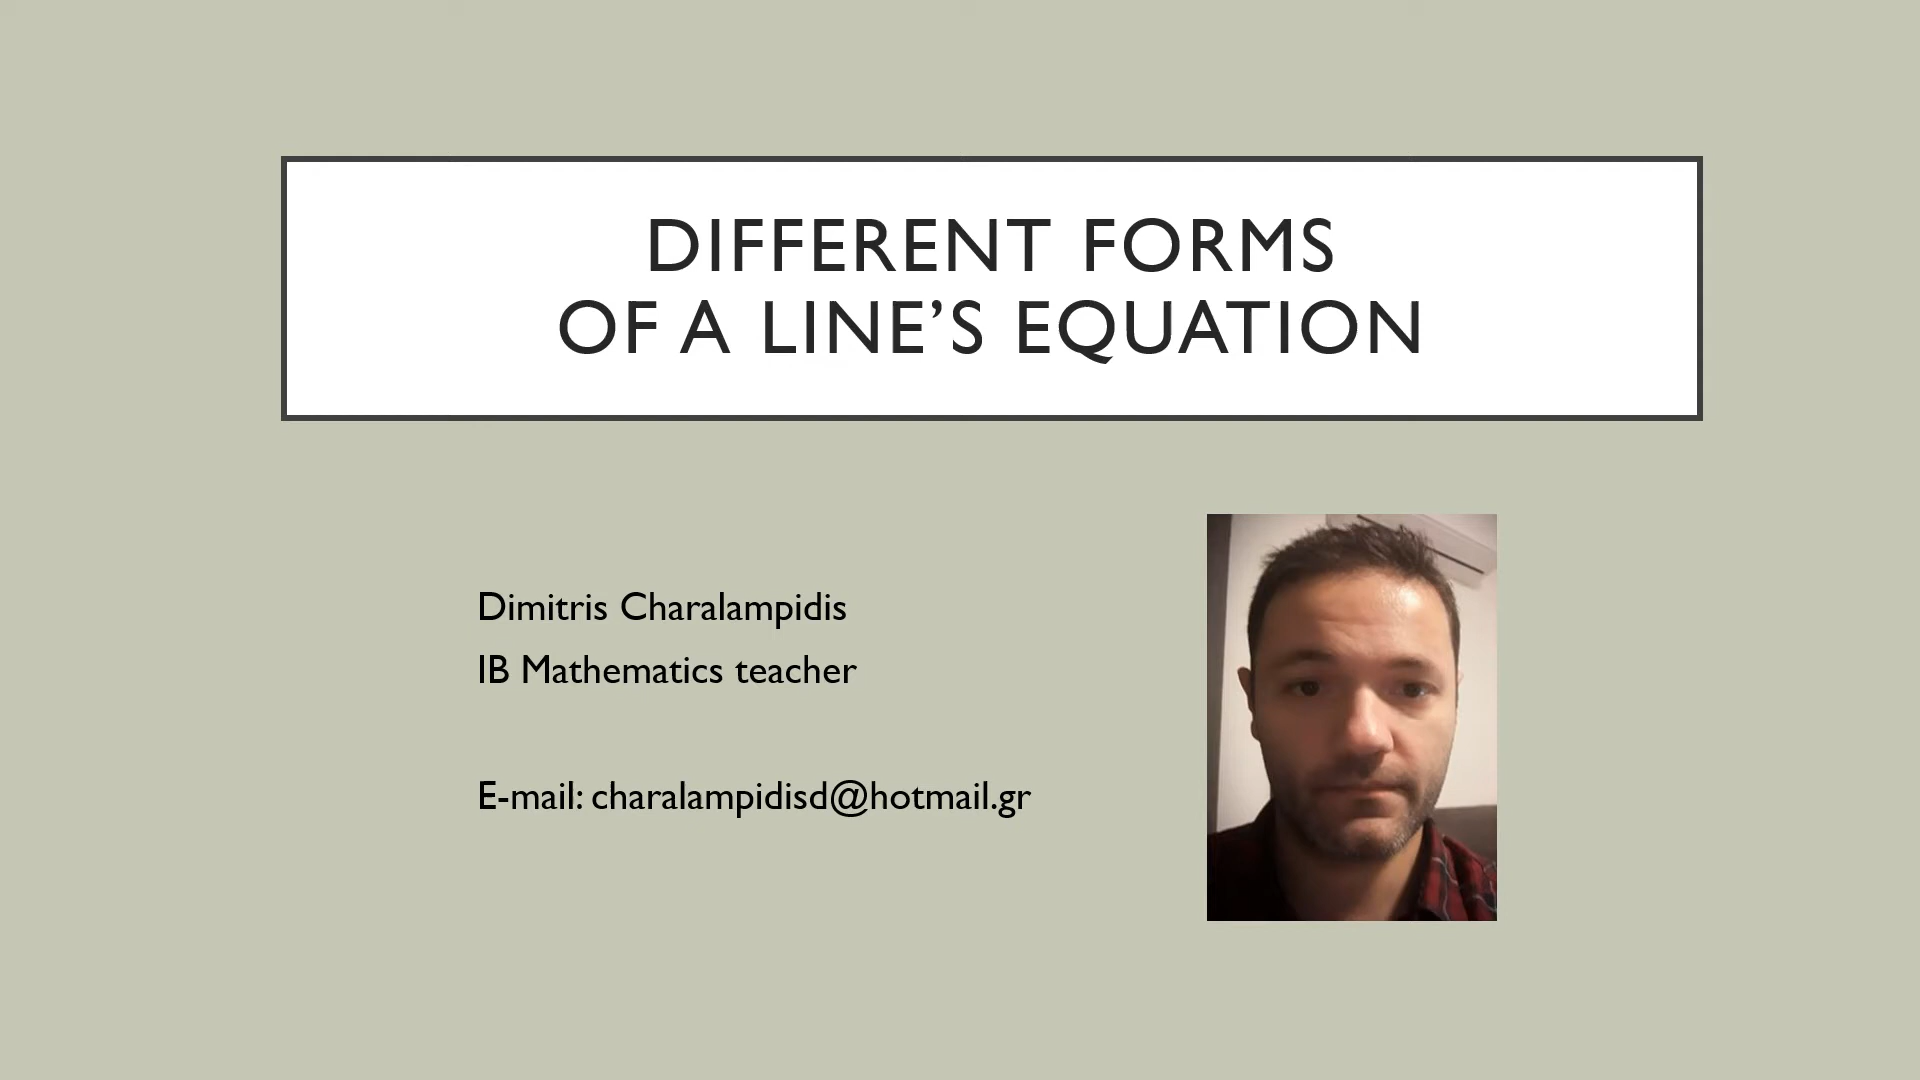 DIFFERENT FORMS
OF A LINE’S EQUATION
Dimitris Charalampidis
IB Mathematics teacher
E-mail: charalampidisd@hotmail.gr